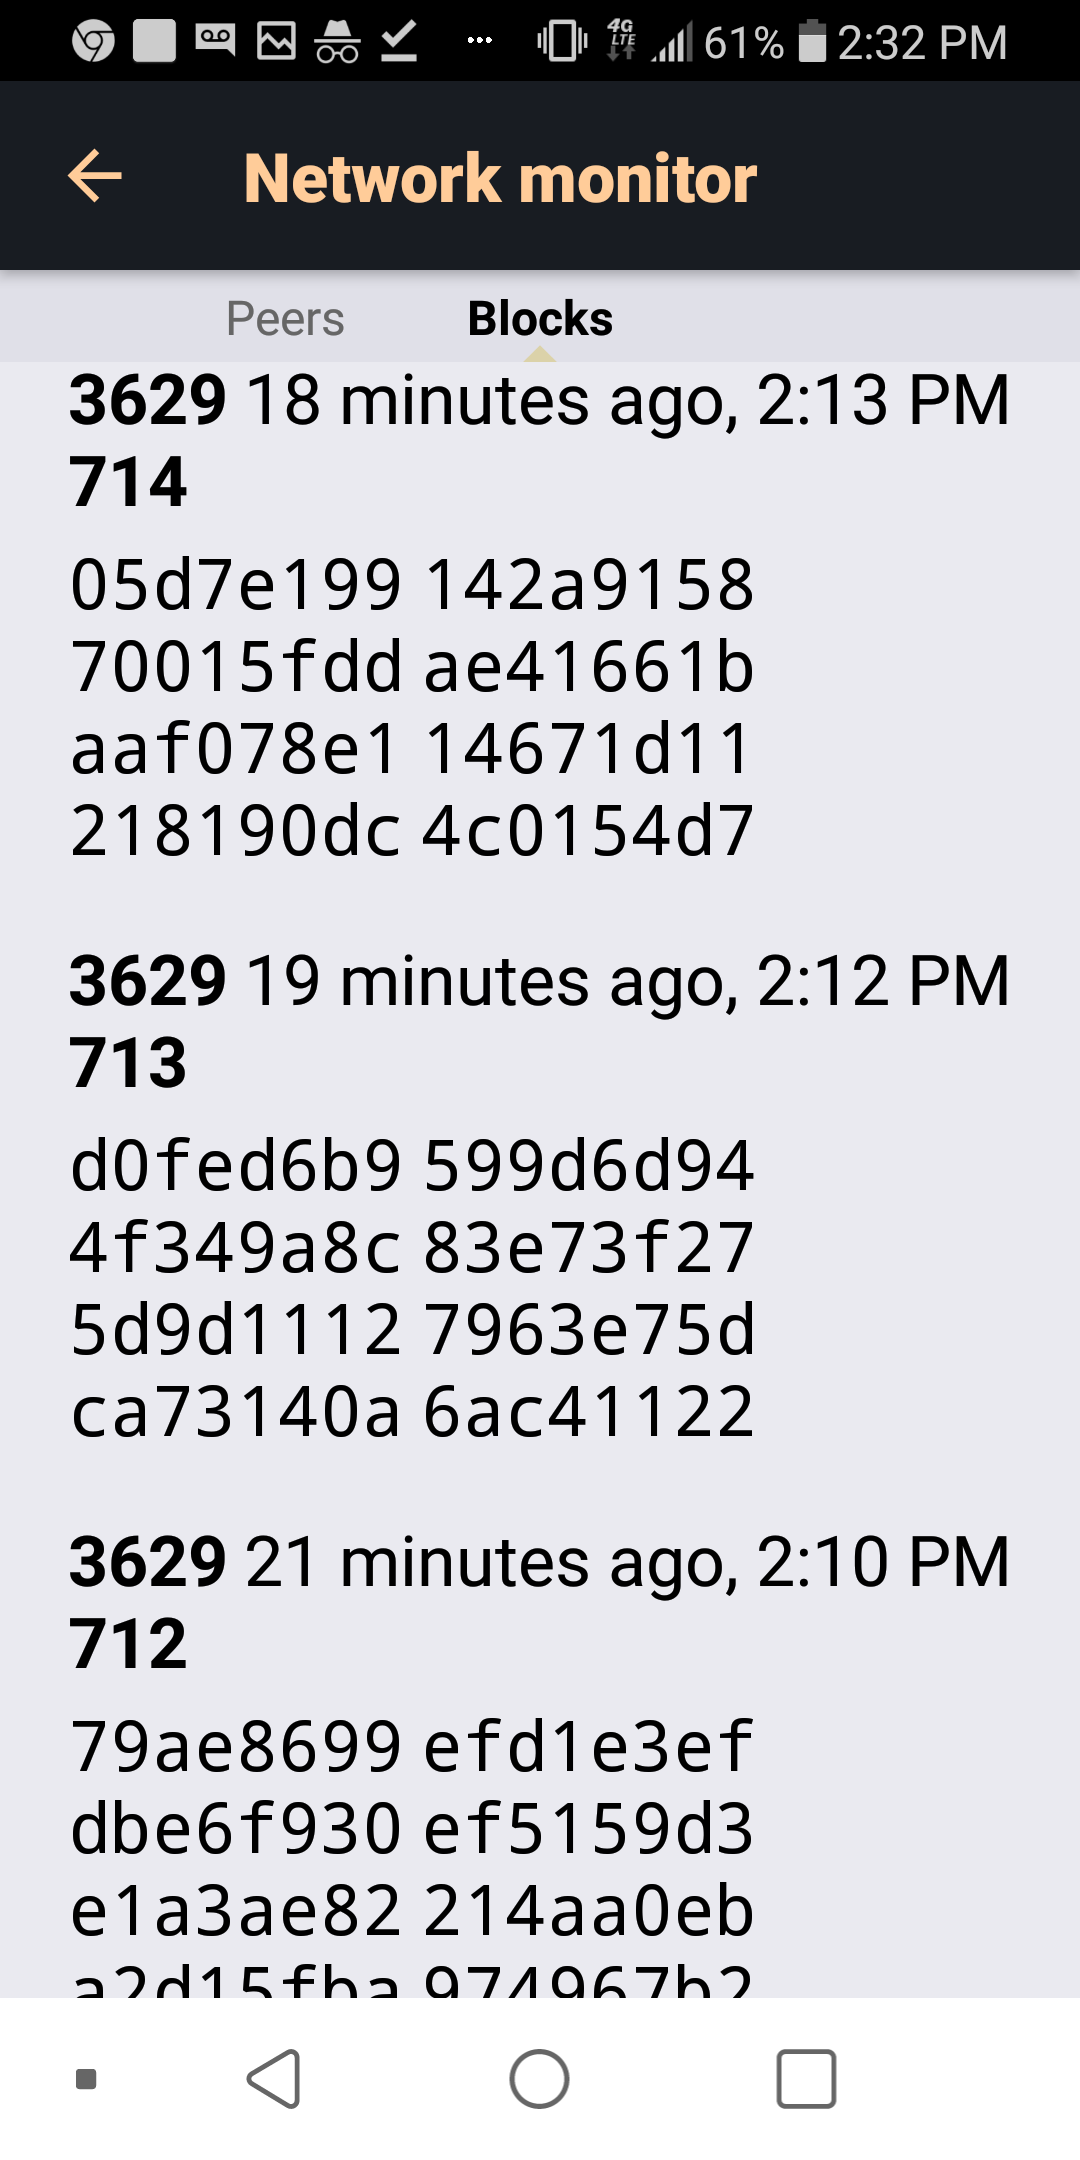 4G LTE 61% 2:32 PM
Network monitor
Peers Blocks
3629 18 minutes ago, 2:13 PM
714
05d7e199 142a9158
70015fdd ae41661b
aaf078e1 14671d11
218190dc 4c0154d7
3629 19 minutes ago, 2:12 PM
713
d0fed6b9 599d6d94
4f349a8c 83e73f27
5d9d1112 7963e75d
ca73140a 6ac41122
3629 21 minutes ago, 2:10 PM
712
79ae8699 efd1e3ef
dbe6f930 ef5159d3
e1a3ae82 214aa0eb
a2d15fba 974967b2